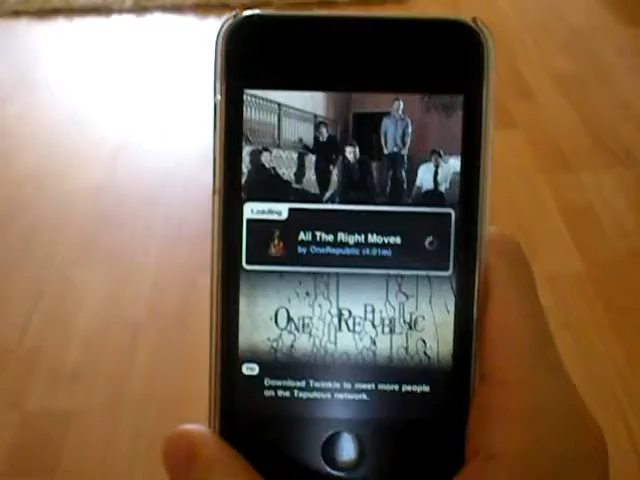 Loading
All The Right Moves
by OneRepublic (4.01m)
ONE REPUBLIC
Download Twinkle to meet more people
on the Tapulous network.